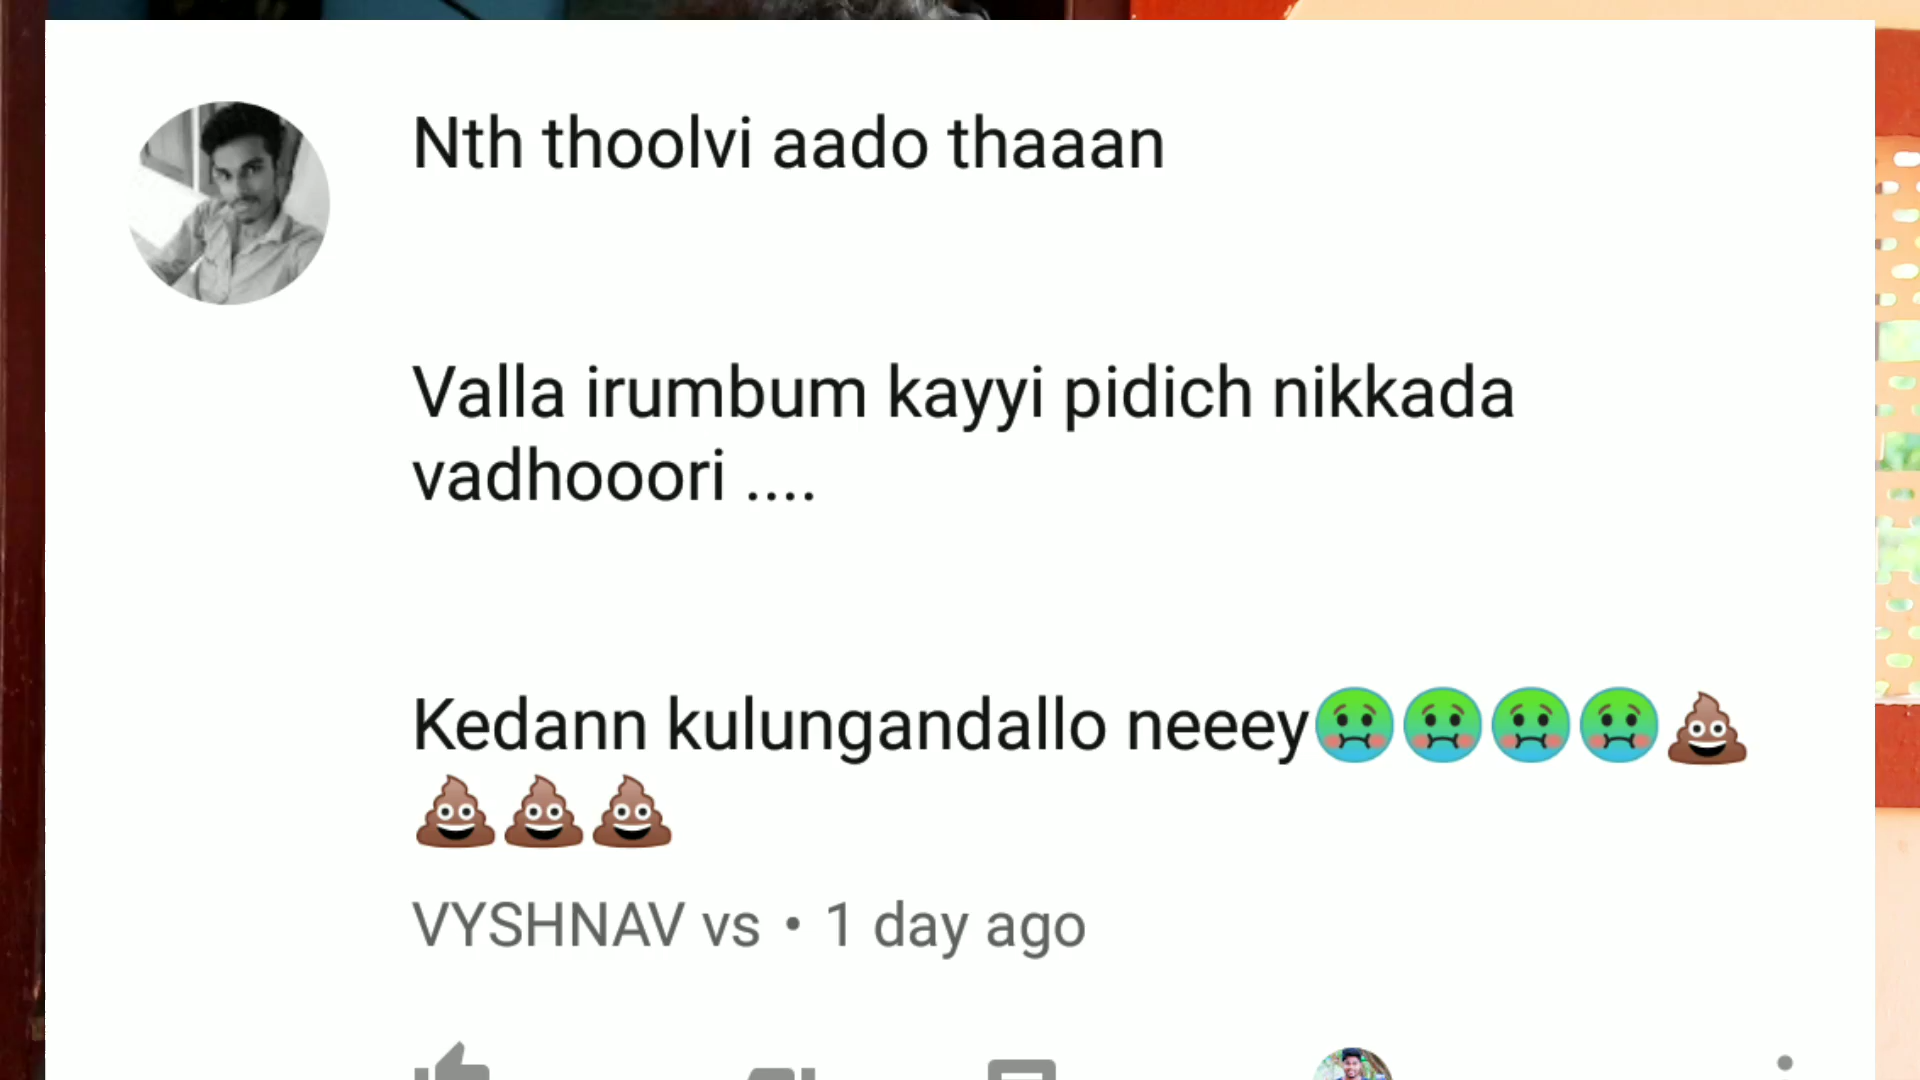 Nth thoolvi aado thaaan
Valla irumbum kayyi pidich nikkada
vadhooori ....
Kedann kulungandallo neeey🤢🤢🤢🤢💩
💩💩💩
VYSHNAV vs • 1 day ago